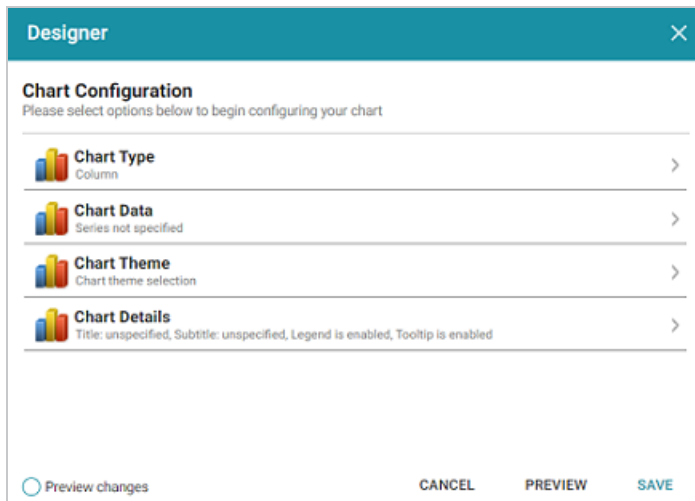 Designer
Chart Configuration
Please select options below to begin configuring your chart
Chart Type
Column
Chart Data
Series not specified
Chart Theme
Chart theme selection
Chart Details
Title: unspecified, Subtitle: unspecified, Legend is enabled, Tooltip is enabled
Preview changes CANCEL PREVIEW SAVE